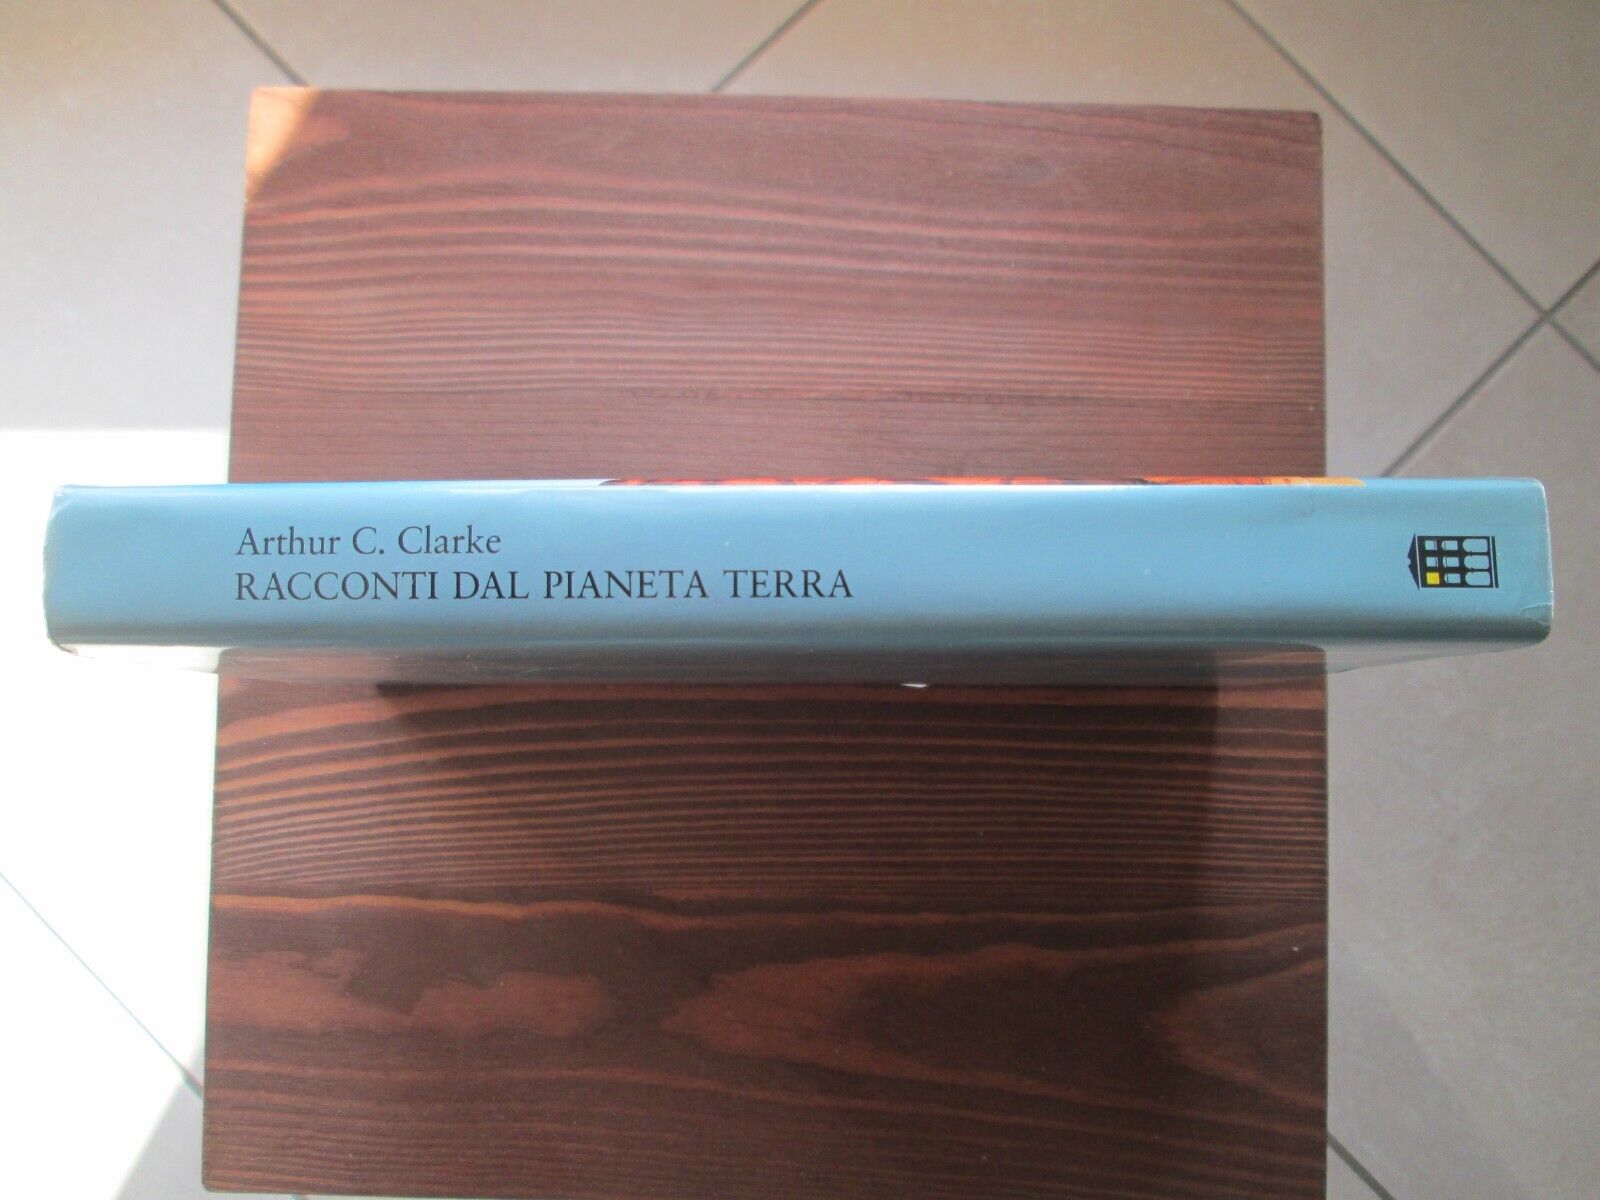 Arthur C. Clarke
RACCONTI DAL PIANETA TERRA